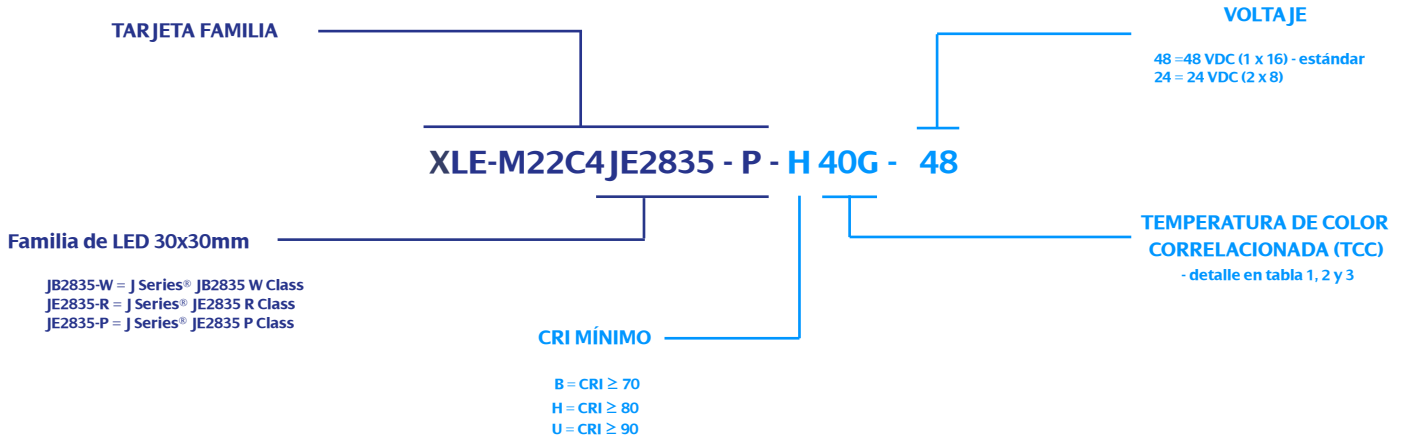 TARJETA FAMILIA
VOLTAJE
48 =48 VDC (1 x 16) - estándar
24 = 24 VDC (2 x 8)
XLE-M22C4JE2835 - P - H 40G - 48
Familia de LED 30x30mm
JB2835-W = J Series® JB2835 W Class
JE2835-R = J Series® JE2835 R Class
JE2835-P = J Series® JE2835 P Class
TEMPERATURA DE COLOR
CORRELACIONADA (TCC)
- detalle en tabla 1, 2 y 3
CRI MÍNIMO
B = CRI ≥ 70
H = CRI ≥ 80
U = CRI ≥ 90